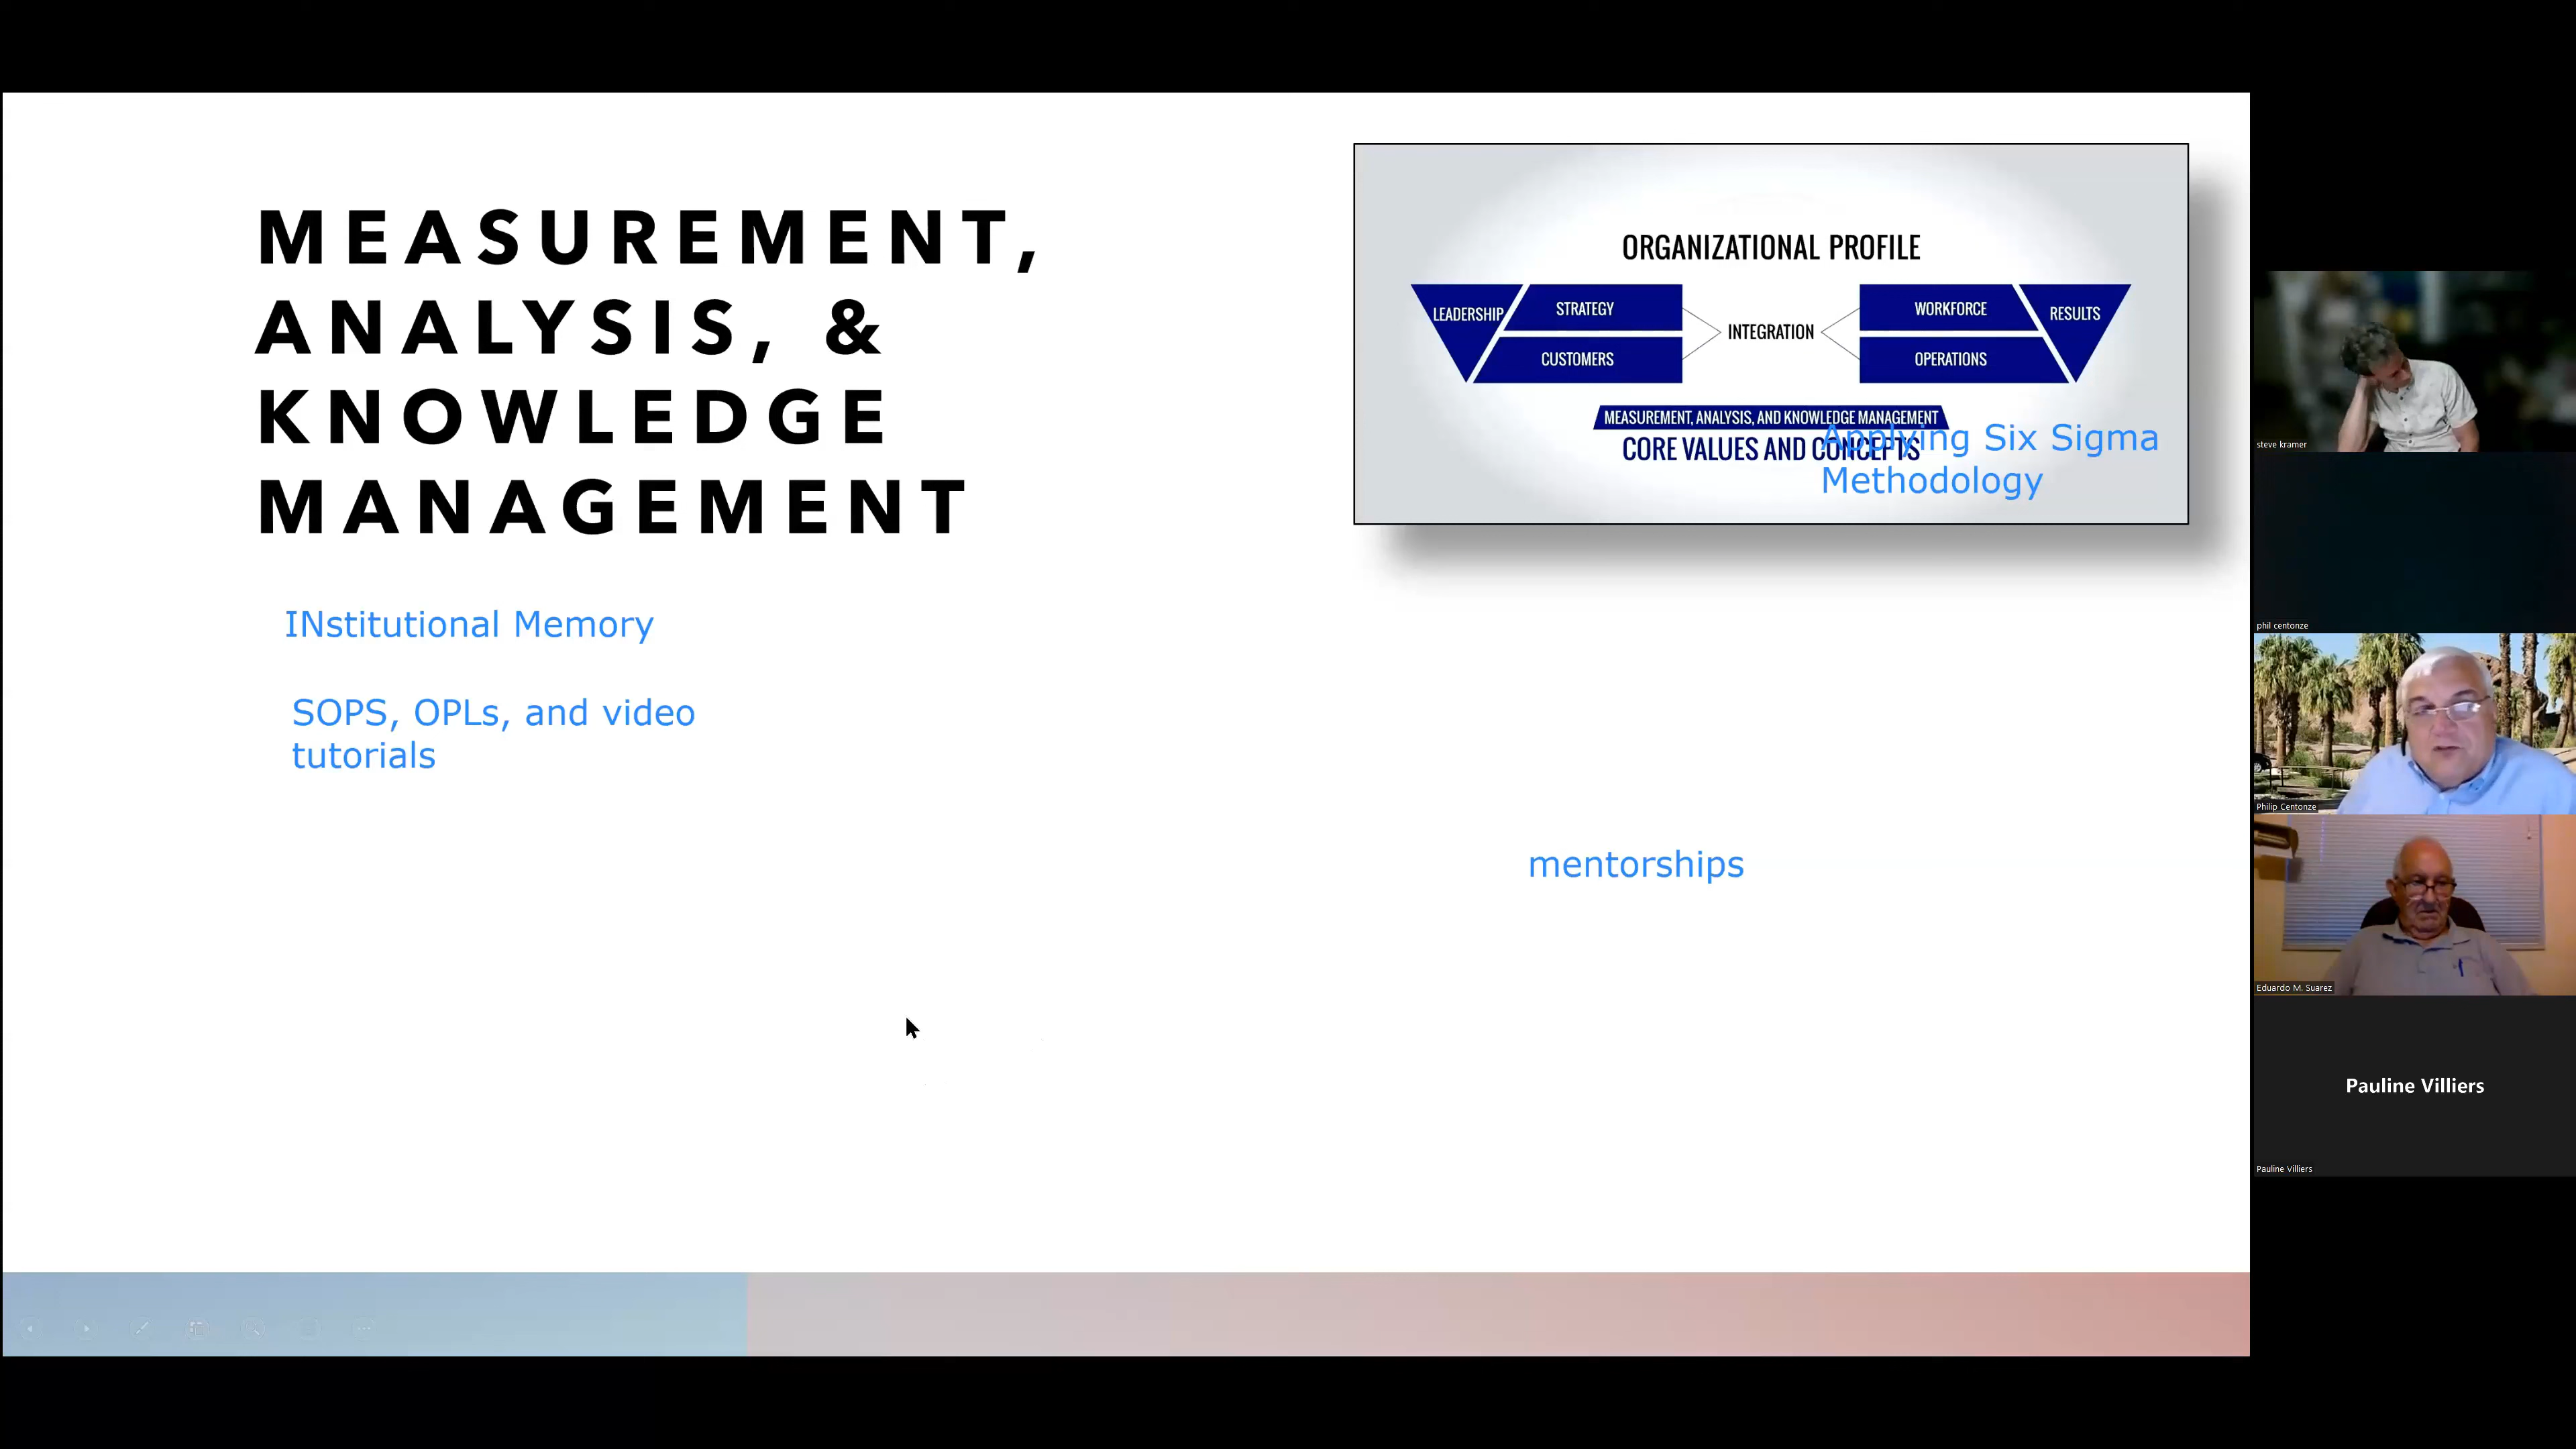 MEASUREMENT,
ANALYSIS, &
KNOWLEDGE
MANAGEMENT
INstitutional Memory
SOPS, OPLs, and video
tutorials
ORGANIZATIONAL PROFILE
LEADERSHIP
STRATEGY
CUSTOMERS
INTEGRATION
WORKFORCE
OPERATIONS
RESULTS
MEASUREMENT, ANALYSIS, AND KNOWLEDGE MANAGEMENT
CORE VALUES AND CONCEPTS
Applying Six Sigma
Methodology
mentorships
steve kramer
phil centonze
Philip Centonze
Eduardo M. Suarez
Pauline Villiers
Pauline Villiers